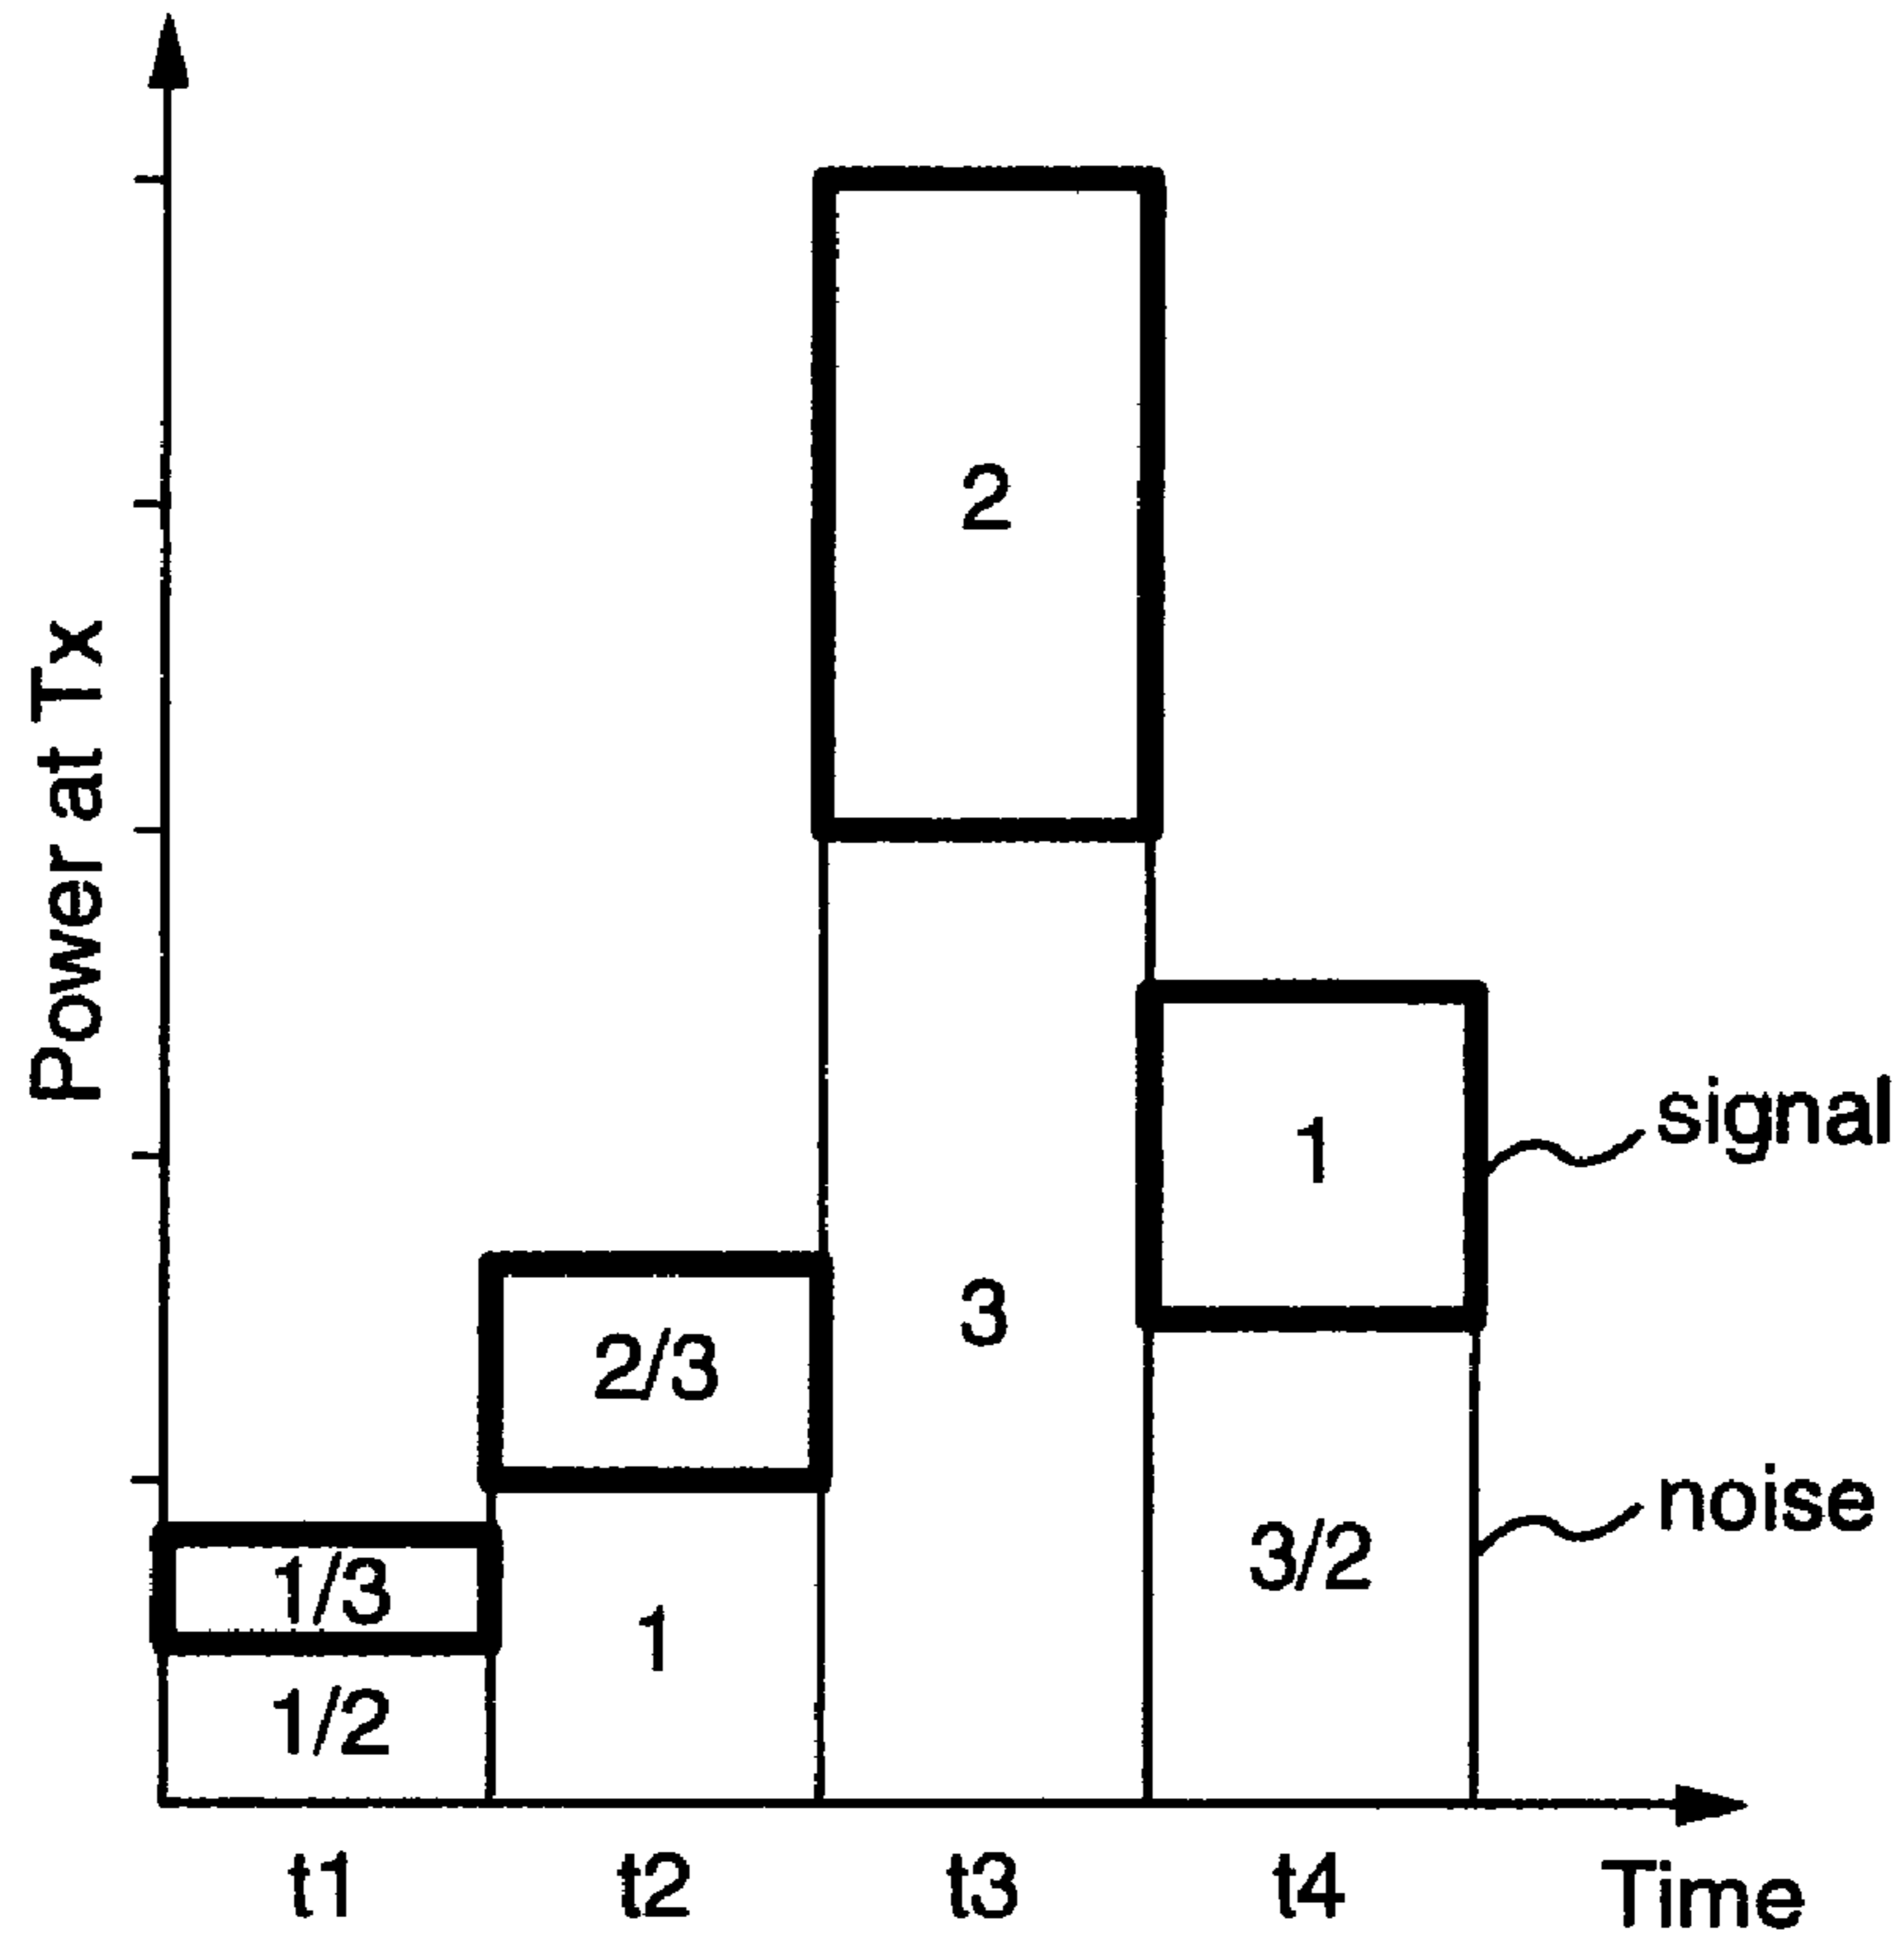 Power at Tx
2
1
signal
3
2/3
noise
3/2
1/3
1
1/2
t1 t2 t3 t4 Time